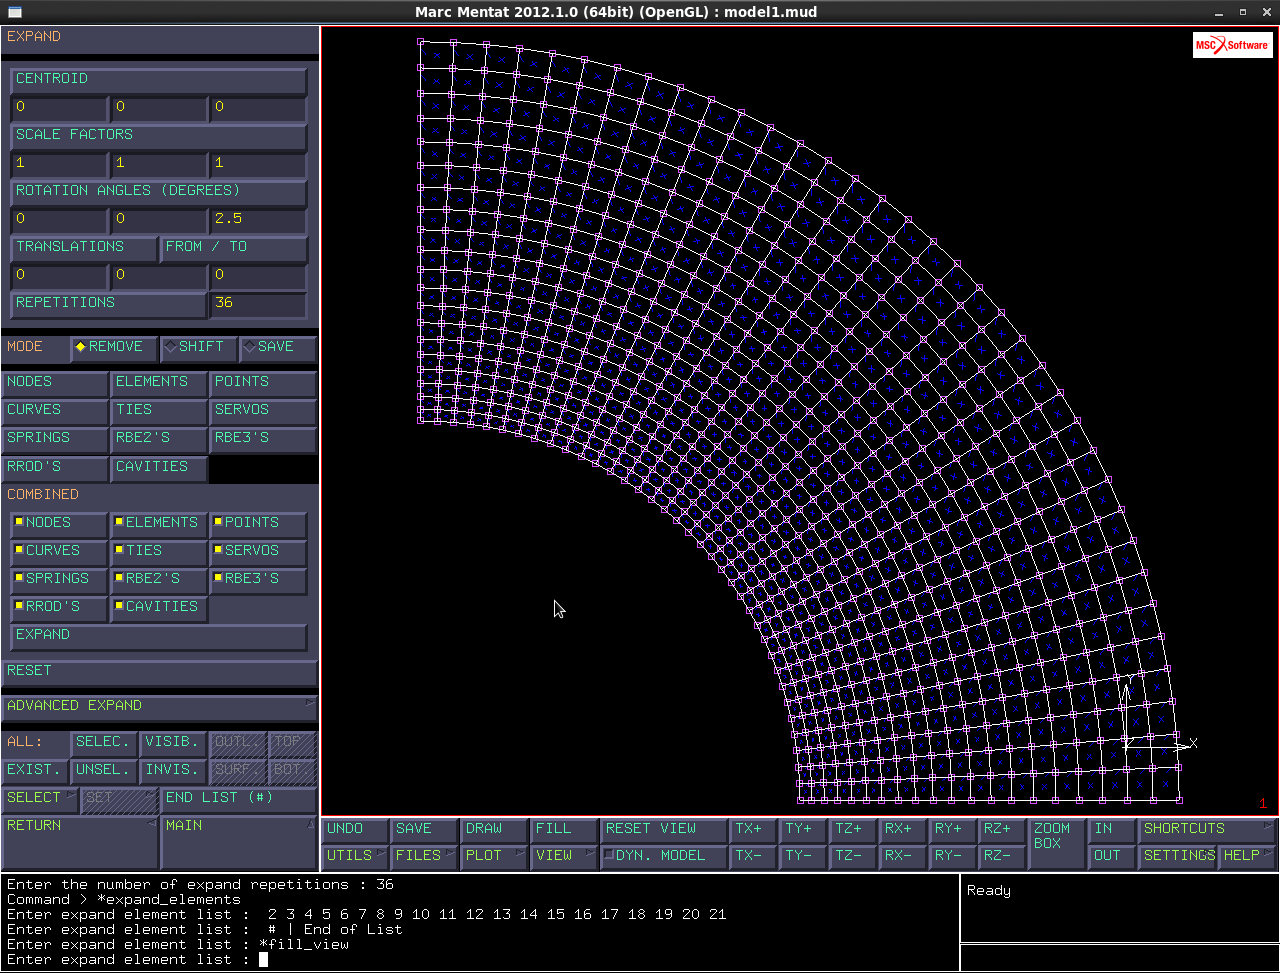 Marc Mentat 2012.1.0 (64bit) (OpenGL) : model1.mud
EXPAND
CENTROID
0 0 0
SCALE FACTORS
1 1 1
ROTATION ANGLES (DEGREES)
0 0 2.5
TRANSLATIONS FROM / TO
0 0 0
REPETITIONS 36
MODE REMOVE SHIFT SAVE
NODES ELEMENTS POINTS
CURVES TIES SERVOS
SPRINGS RBE2'S RBE3'S
RROD'S CAVITIES
COMBINED
NODES ELEMENTS POINTS
CURVES TIES SERVOS
SPRINGS RBE2'S RBE3'S
RROD'S CAVITIES
EXPAND
RESET
ADVANCED EXPAND
ALL: SELEC. VISIB. OUTL. TOP
EXIST. UNSEL. INVIS. SURF. BOT.
SELECT SET END LIST (#)
RETURN MAIN
MSC Software
X
1
UNDO SAVE DRAW FILL RESET VIEW TX+ TY+ TZ+ RX+ RY+ RZ+ ZOOM BOX IN SHORTCUTS
UTILS FILES PLOT VIEW DYN. MODEL TX- TY- TZ- RX- RY- RZ- OUT SETTINGS HELP
Enter the number of expand repetitions : 36
Command > *expand_elements
Enter expand element list :  2 3 4 5 6 7 8 9 10 11 12 13 14 15 16 17 18 19 20 21
Enter expand element list :  # | End of List
Enter expand element list : *fill_view
Enter expand element list :
Ready